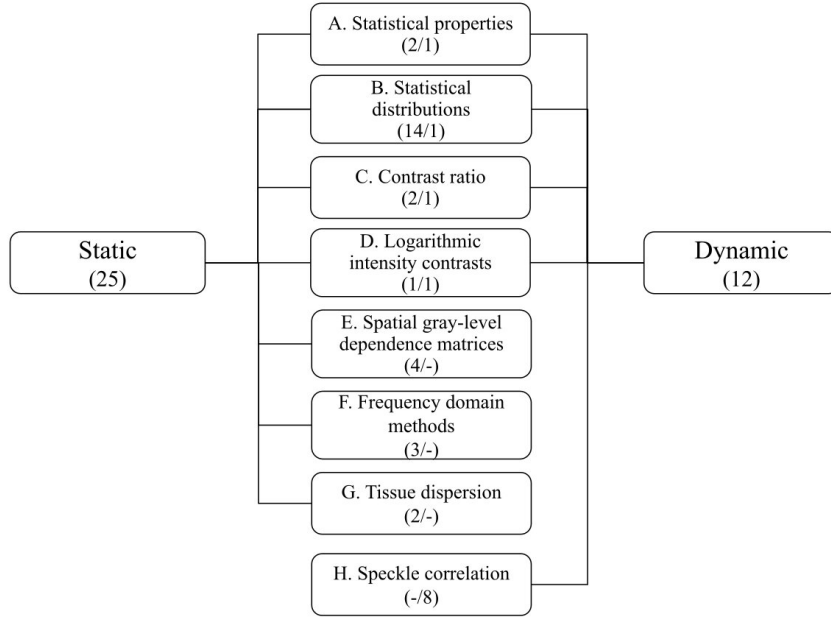 A. Statistical properties
(2/1)
B. Statistical
distributions
(14/1)
C. Contrast ratio
(2/1)
Static
(25)
D. Logarithmic
intensity contrasts
(1/1)
Dynamic
(12)
E. Spatial gray-level
dependence matrices
(4/-)
F. Frequency domain
methods
(3/-)
G. Tissue dispersion
(2/-)
H. Speckle correlation
(-/8)